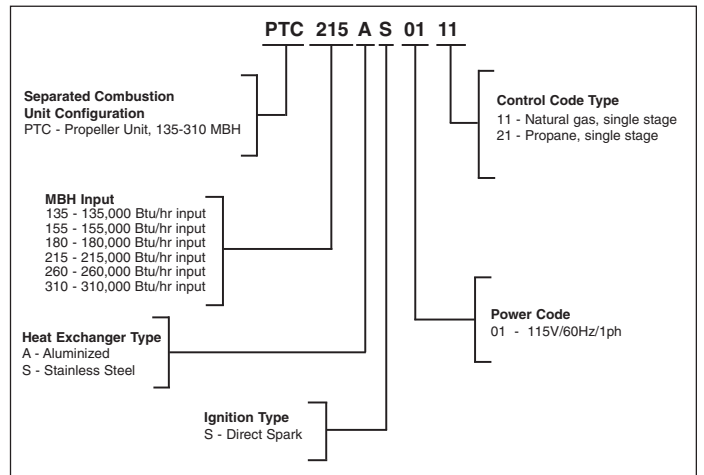 PTC 215 A S 01 11
Separated Combustion
Unit Configuration
PTC - Propeller Unit, 135-310 MBH
Control Code Type
11 - Natural gas, single stage
21 - Propane, single stage
MBH Input
135 - 135,000 Btu/hr input
155 - 155,000 Btu/hr input
180 - 180,000 Btu/hr input
215 - 215,000 Btu/hr input
260 - 260,000 Btu/hr input
310 - 310,000 Btu/hr input
Power Code
01 - 115V/60Hz/1ph
Heat Exchanger Type
A - Aluminized
S - Stainless Steel
Ignition Type
S - Direct Spark